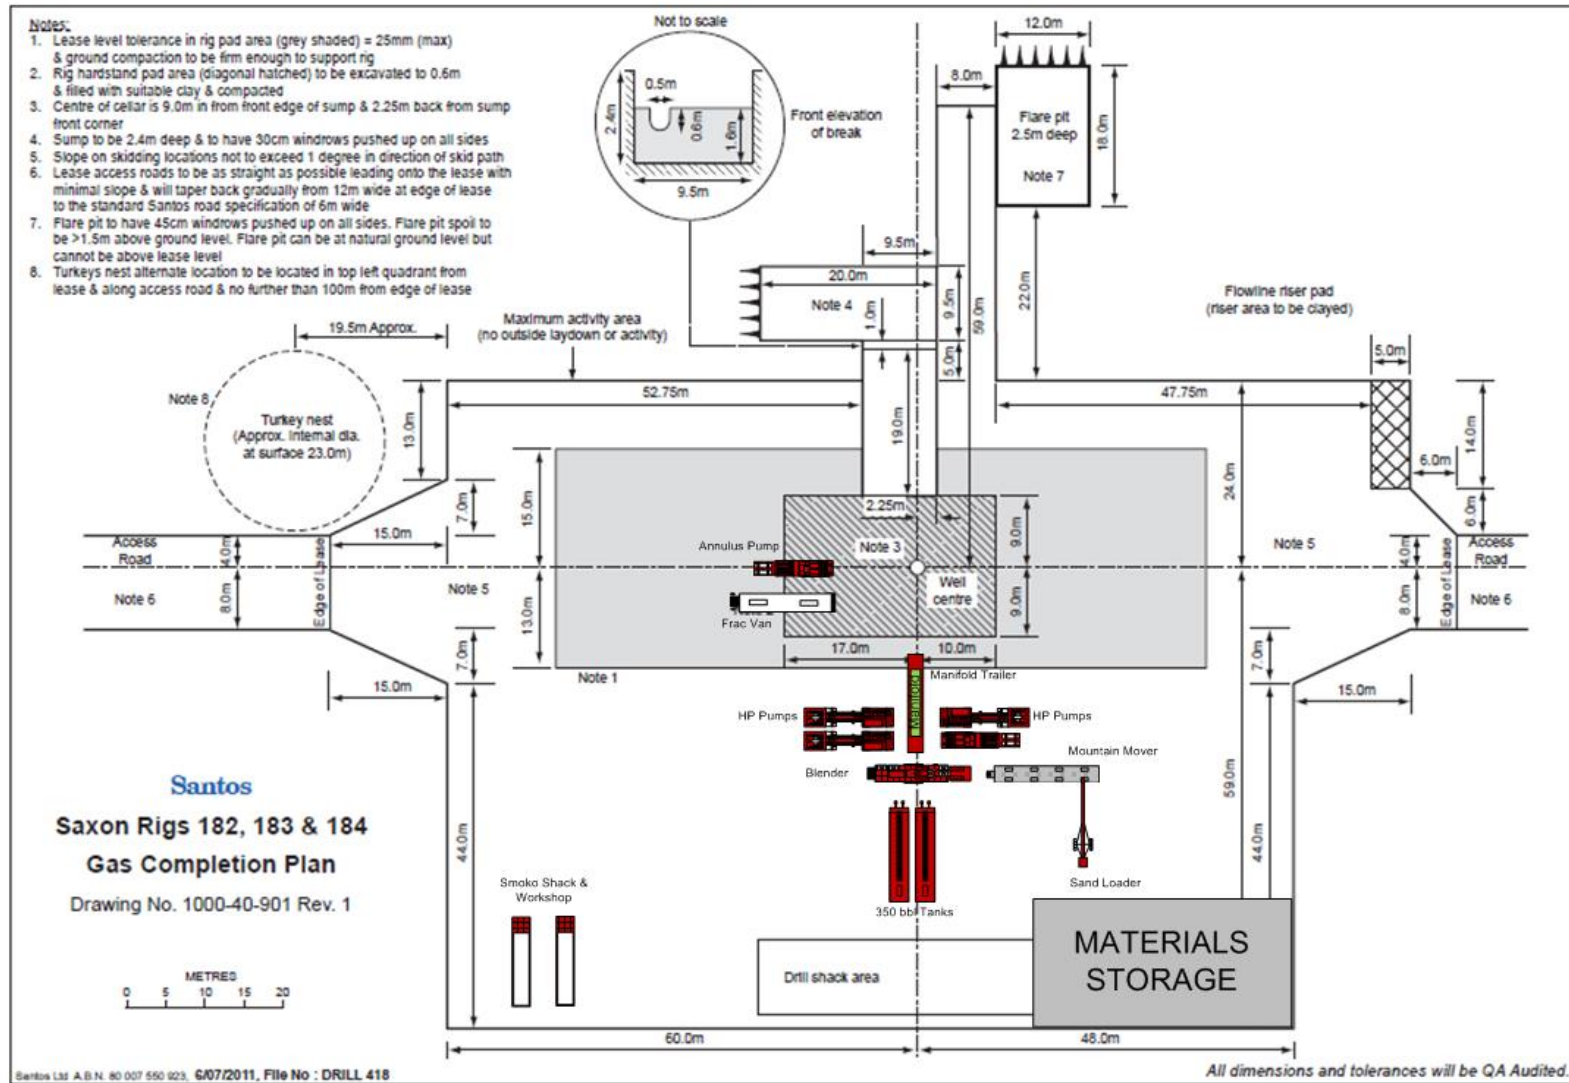 Notes:
1. Lease level tolerance in rig pad area (grey shaded) = 25mm (max)
& ground compaction to be firm enough to support rig
2. Rig hardstand pad area (diagonal hatched) to be excavated to 0.6m
& filled with suitable clay & compacted
3. Centre of cellar is 9.0m in from front edge of sump & 2.25m back from sump
front corner
4. Sump to be 2.4m deep & to have 30cm windrows pushed up on all sides
5. Slope on skidding locations not to exceed 1 degree in direction of skid path
6. Lease access roads to be as straight as possible leading onto the lease with
minimal slope & will taper back gradually from 12m wide at edge of lease
to the standard Santos road specification of 6m wide
7. Flare pit to have 45cm windrows pushed up on all sides. Flare pit spoil to
be >1.5m above ground level. Flare pit can be at natural ground level but
cannot be above lease level
8. Turkeys nest alternate location to be located in top left quadrant from
lease & along access road & no further than 100m from edge of lease
Not to scale
0.5m
2.4m
0.6m
1.6m
9.5m
Front elevation
of break
12.0m
8.0m
Flare pit
2.5m deep
Note 7
18.0m
9.5m
20.0m
Note 4
1.0m
9.5m
5.0m
59.0m
22.0m
Flowline riser pad
(riser area to be clayed)
5.0m
19.5m Approx.
Maximum activity area
(no outside laydown or activity)
52.75m
47.75m
Note 8
Turkey nest
(Approx. internal dia.
at surface 23.0m)
13.0m
19.0m
24.0m
14.0m
6.0m
7.0m
15.0m
2.25m
9.0m
6.0m
15.0m
Access
Road
4.0m
Edge of Lease
8.0m
Note 6
Note 5
Annulus Pump
Note 3
Well
centre
Note 5
4.0m
Edge of Lease
8.0m
Access
Road
Note 6
13.0m
Frac Van
9.0m
17.0m
10.0m
7.0m
15.0m
Note 1
Manifold Trailer
7.0m
15.0m
HP Pumps
HALLIBURTON
HP Pumps
Blender
Mountain Mover
59.0m
Santos
Saxon Rigs 182, 183 & 184
Gas Completion Plan
Drawing No. 1000-40-901 Rev. 1
44.0m
44.0m
Smoko Shack &
Workshop
350 bbl Tanks
Sand Loader
METRES
0 5 10 15 20
Drill shack area
MATERIALS
STORAGE
60.0m
48.0m
Santos Ltd A.B.N. 80 007 550 923, 6/07/2011, File No : DRILL 418
All dimensions and tolerances will be QA Audited.